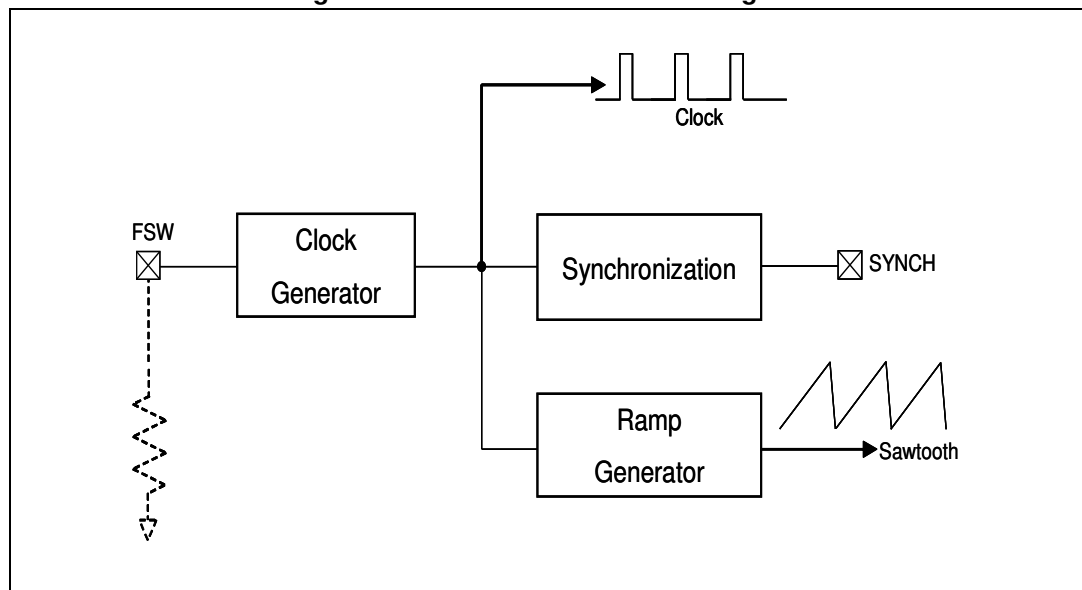 Clock
FSW
Clock
Generator
Synchronization
SYNCH
Ramp
Generator
Sawtooth